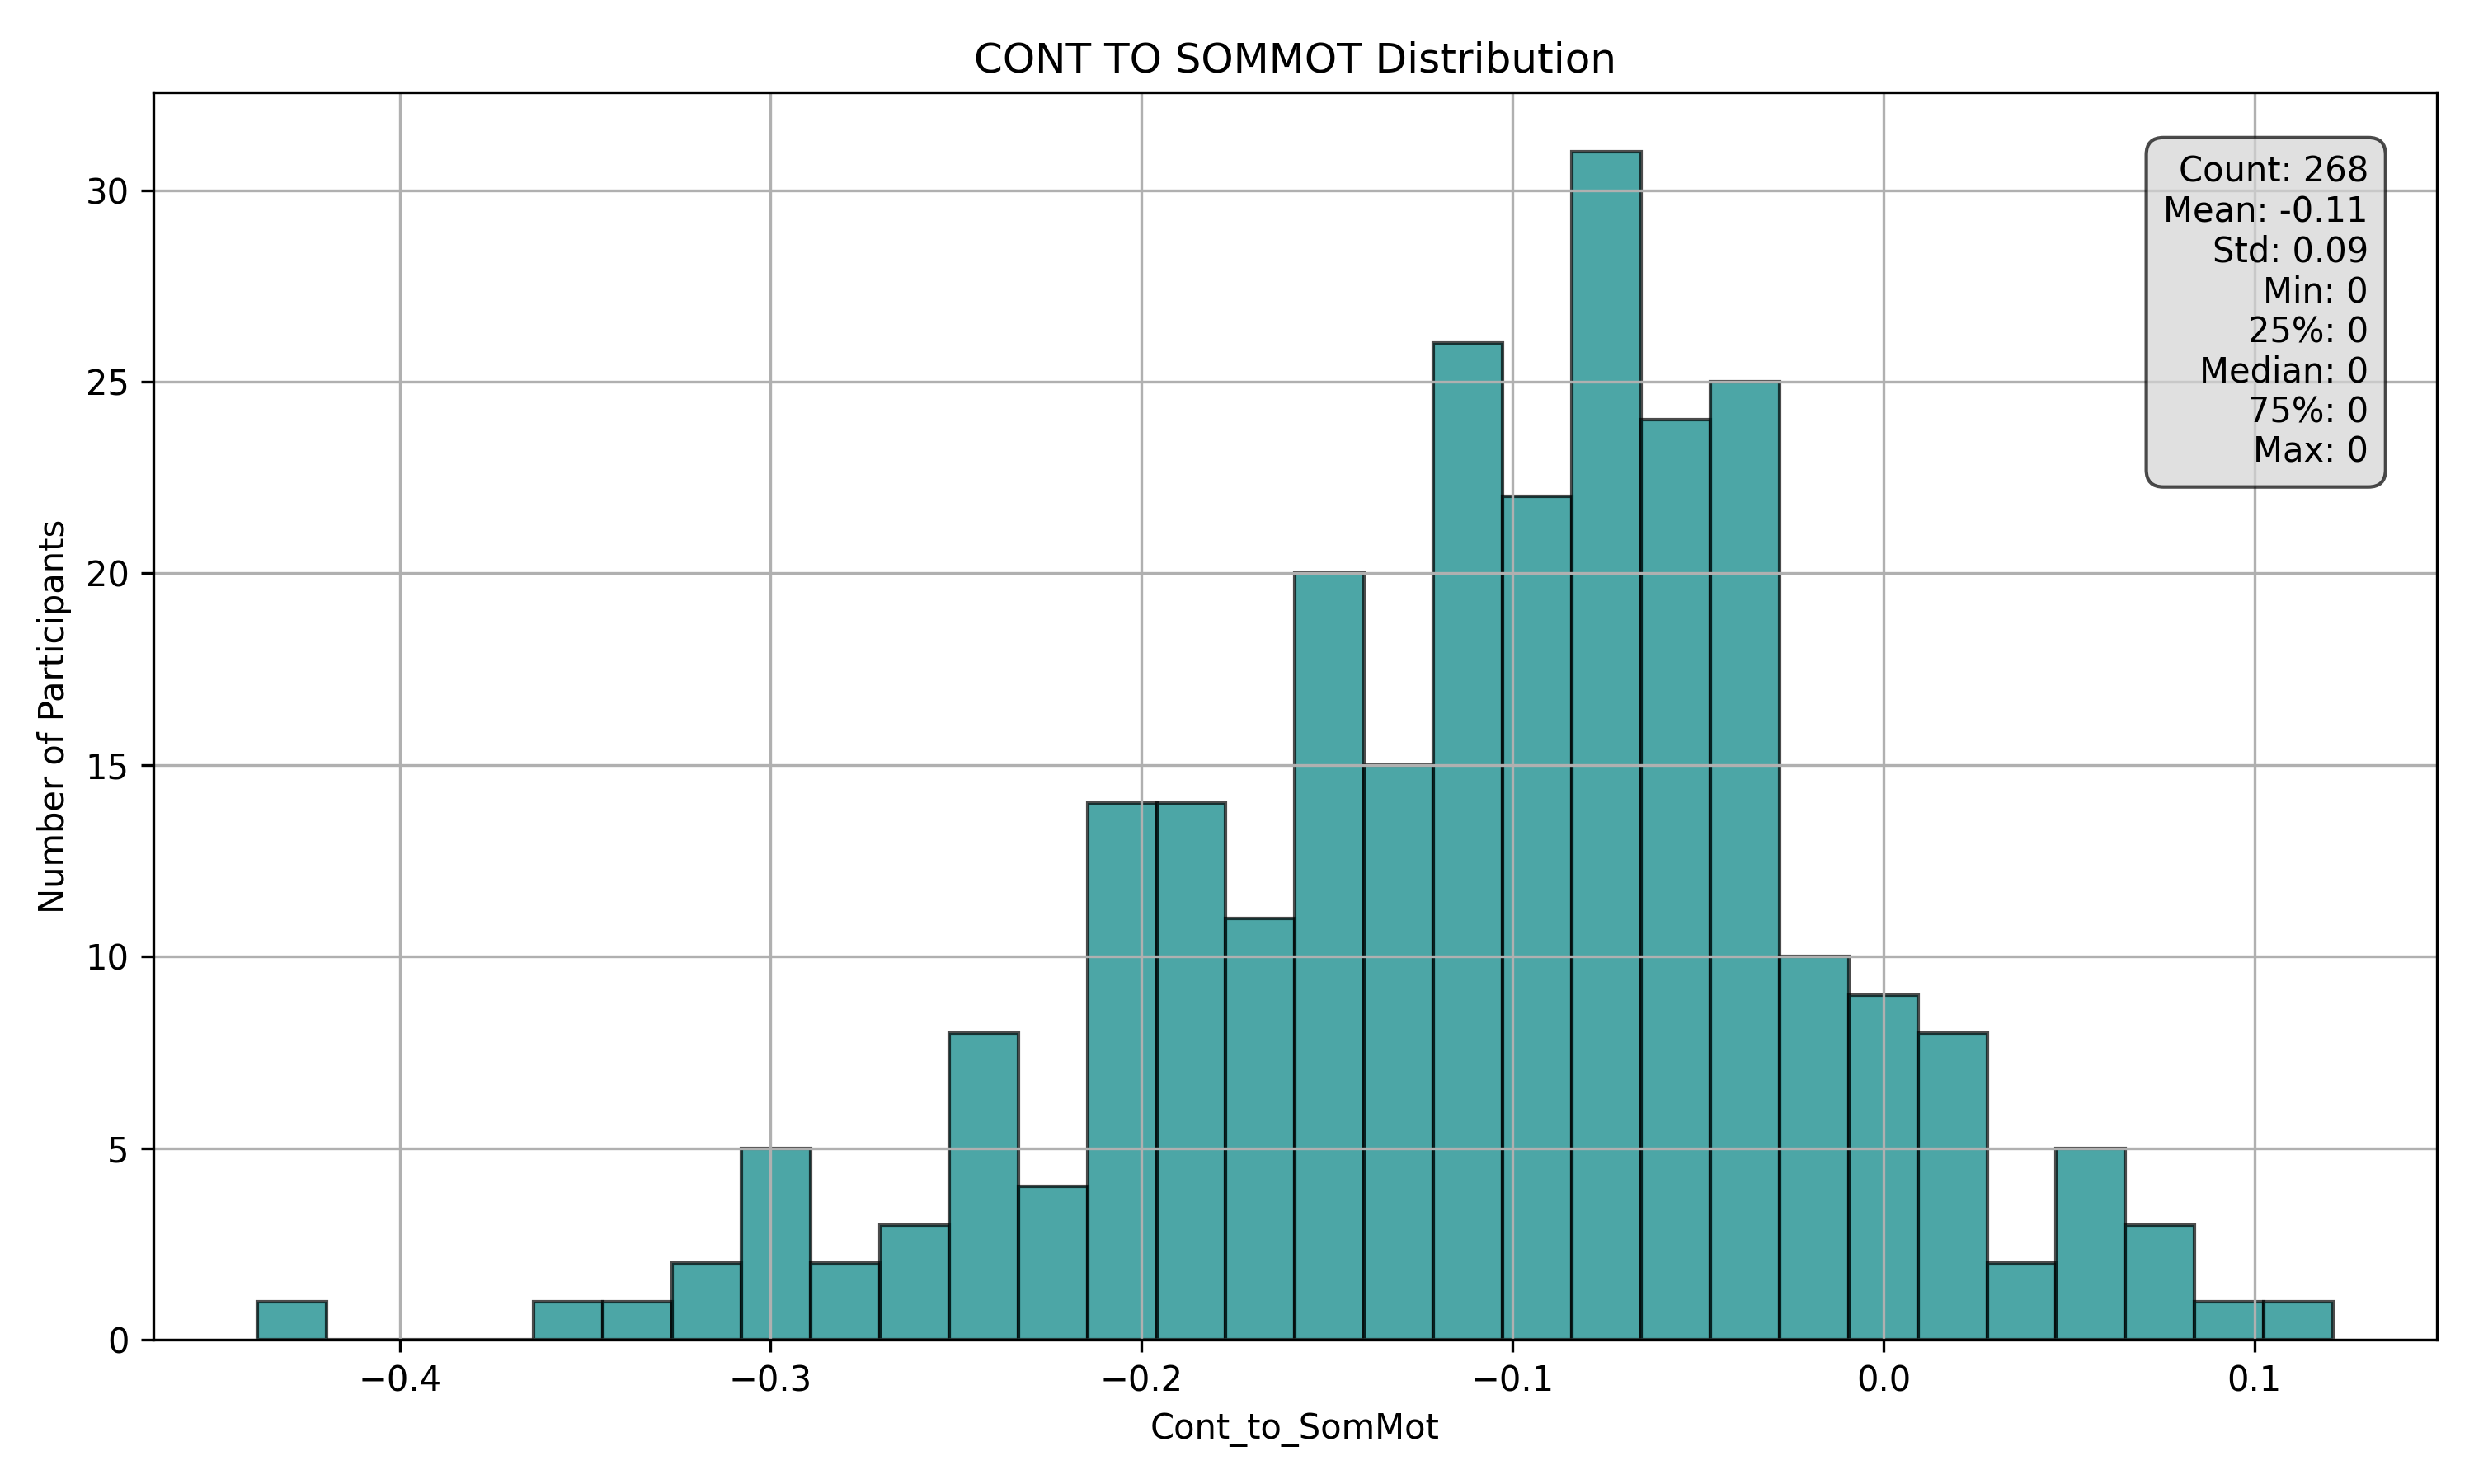 CONT TO SOMMOT Distribution
Count: 268
Mean: -0.11
Std: 0.09
Min: 0
25%: 0
Median: 0
75%: 0
Max: 0
Number of Participants
30
25
20
15
10
5
0
−0.4
−0.3
−0.2
−0.1
0.0
0.1
Cont_to_SomMot